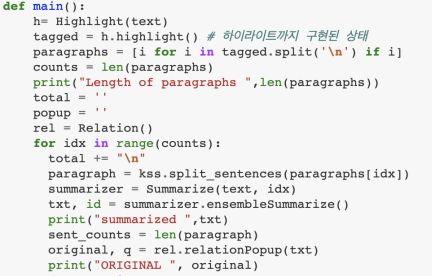 def main():
h= Highlight(text)
tagged = h.highlight() # 하이라이트까지 구현된 상태
paragraphs = [i for i in tagged.split('\n') if i]
counts = len(paragraphs)
print("Length of paragraphs ",len(paragraphs))
total = ''
popup = ''
rel = Relation()
for idx in range(counts):
total += "\n"
paragraph = kss.split_sentences(paragraphs[idx])
summarizer = Summarize(text, idx)
txt, id = summarizer.ensembleSummarize()
print("summarized ",txt)
sent_counts = len(paragraph)
original, q = rel.relationPopup(txt)
print("ORIGINAL ", original)